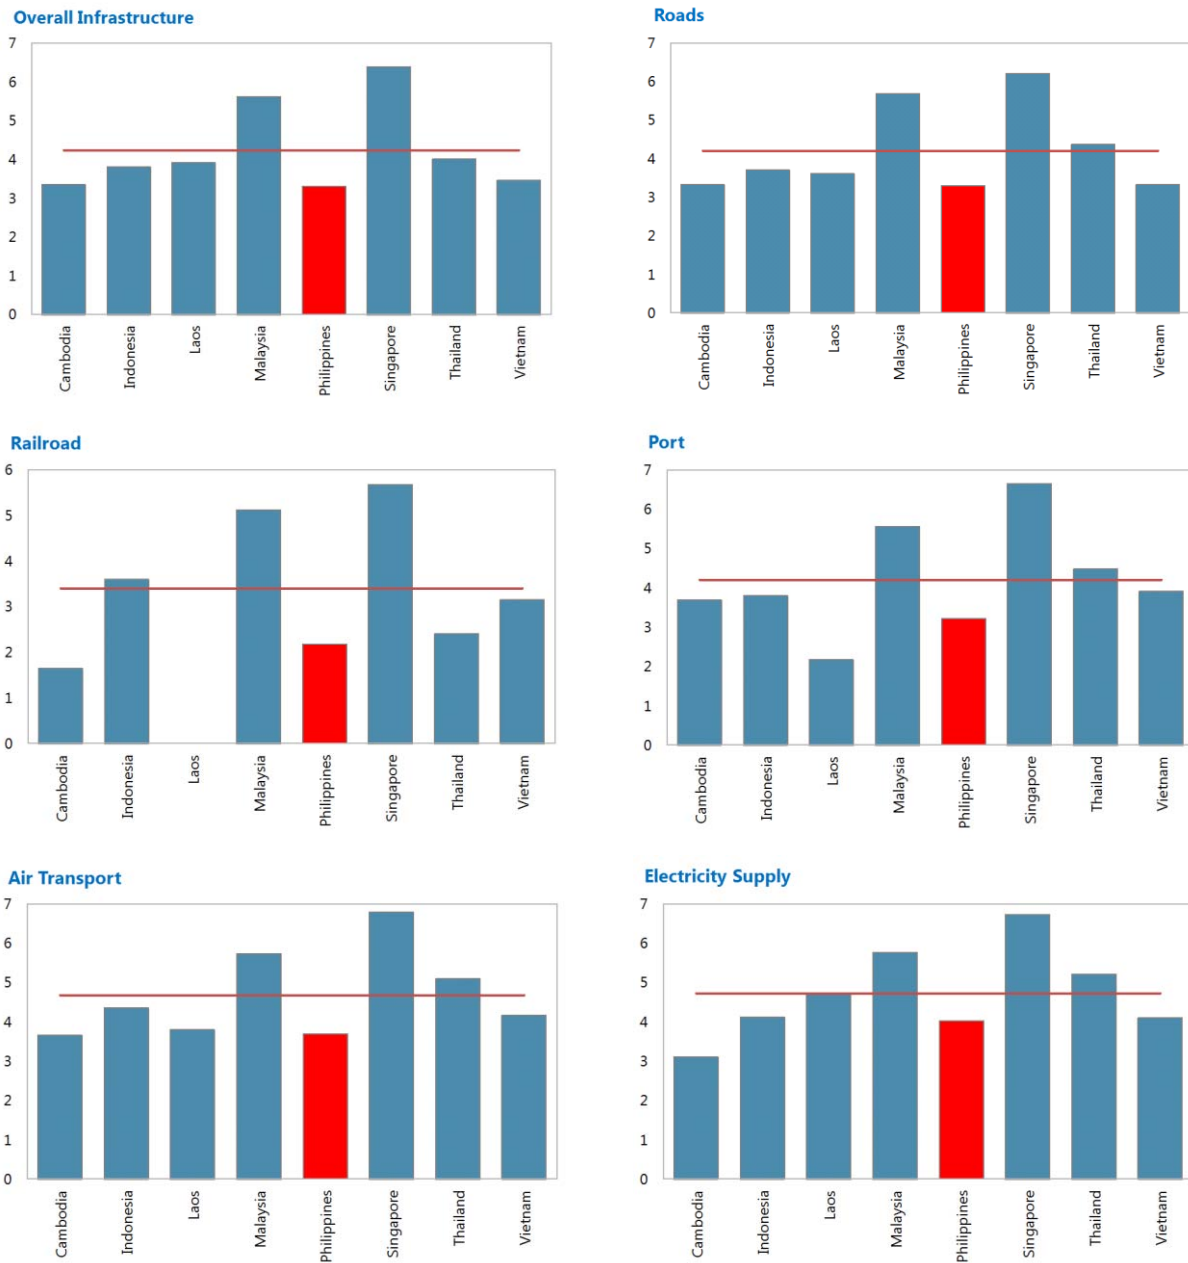 Overall Infrastructure
7
6
5
4
3
2
1
0
Cambodia
Indonesia
Laos
Malaysia
Philippines
Singapore
Thailand
Vietnam
Roads
7
6
5
4
3
2
1
0
Cambodia
Indonesia
Laos
Malaysia
Philippines
Singapore
Thailand
Vietnam
Railroad
6
5
4
3
2
1
0
Cambodia
Indonesia
Laos
Malaysia
Philippines
Singapore
Thailand
Vietnam
Port
7
6
5
4
3
2
1
0
Cambodia
Indonesia
Laos
Malaysia
Philippines
Singapore
Thailand
Vietnam
Air Transport
7
6
5
4
3
2
1
0
Cambodia
Indonesia
Laos
Malaysia
Philippines
Singapore
Thailand
Vietnam
Electricity Supply
7
6
5
4
3
2
1
0
Cambodia
Indonesia
Laos
Malaysia
Philippines
Singapore
Thailand
Vietnam